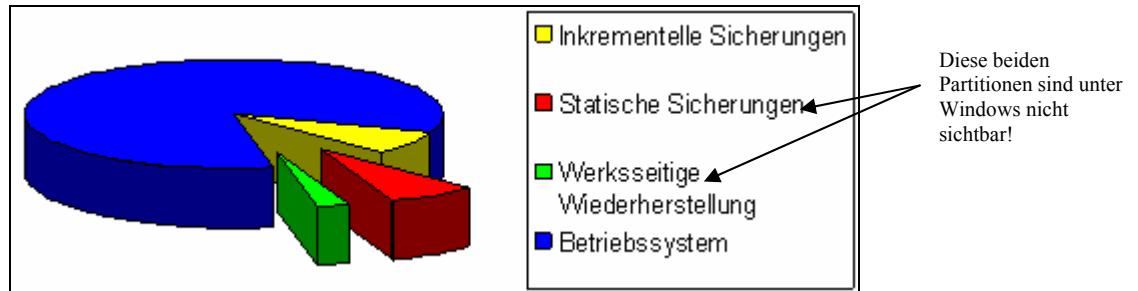 Inkrementelle Sicherungen
Statische Sicherungen
Werksseitige
Wiederherstellung
Betriebssystem
Diese beiden
Partitionen sind unter
Windows nicht
sichtbar!